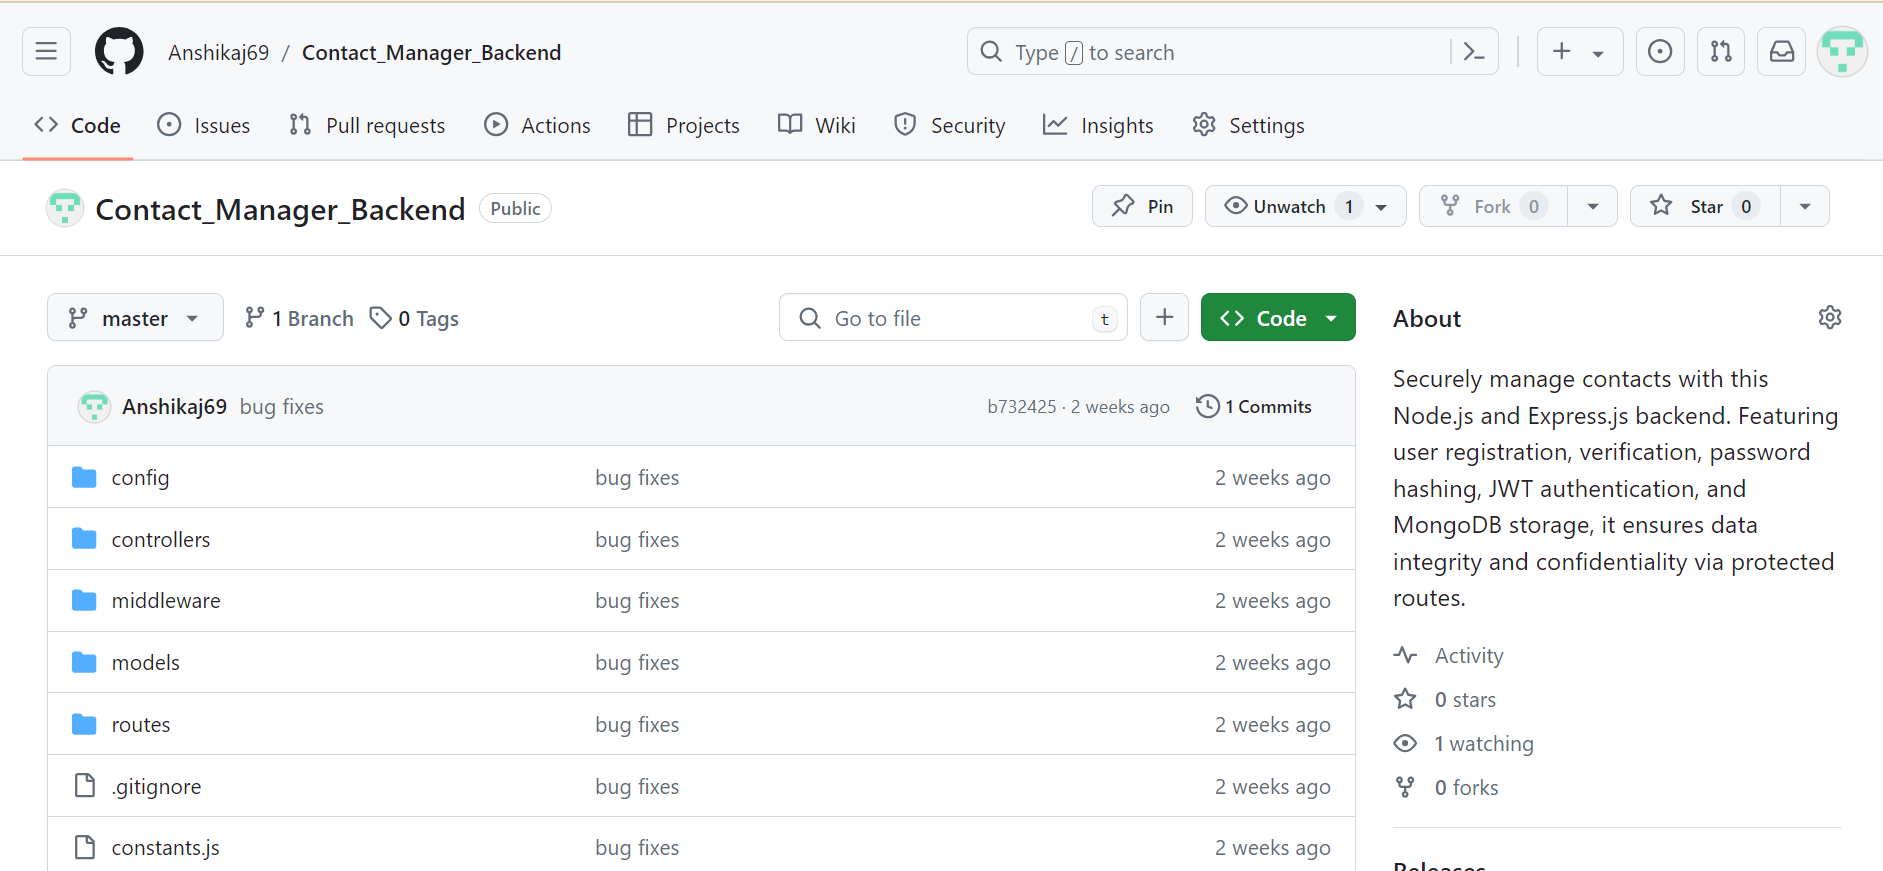 Anshikaj69 / Contact_Manager_Backend
Type / to search
Code Issues Pull requests Actions Projects Wiki Security Insights Settings
Contact_Manager_Backend Public
Pin Unwatch 1 Fork 0 Star 0
master 1 Branch 0 Tags
Go to file t
Code
Anshikaj69 bug fixes b732425 · 2 weeks ago 1 Commits
config bug fixes 2 weeks ago
controllers bug fixes 2 weeks ago
middleware bug fixes 2 weeks ago
models bug fixes 2 weeks ago
routes bug fixes 2 weeks ago
.gitignore bug fixes 2 weeks ago
constants.js bug fixes 2 weeks ago
About
Securely manage contacts with this
Node.js and Express.js backend. Featuring
user registration, verification, password
hashing, JWT authentication, and
MongoDB storage, it ensures data
integrity and confidentiality via protected
routes.
Activity
0 stars
1 watching
0 forks
Releases